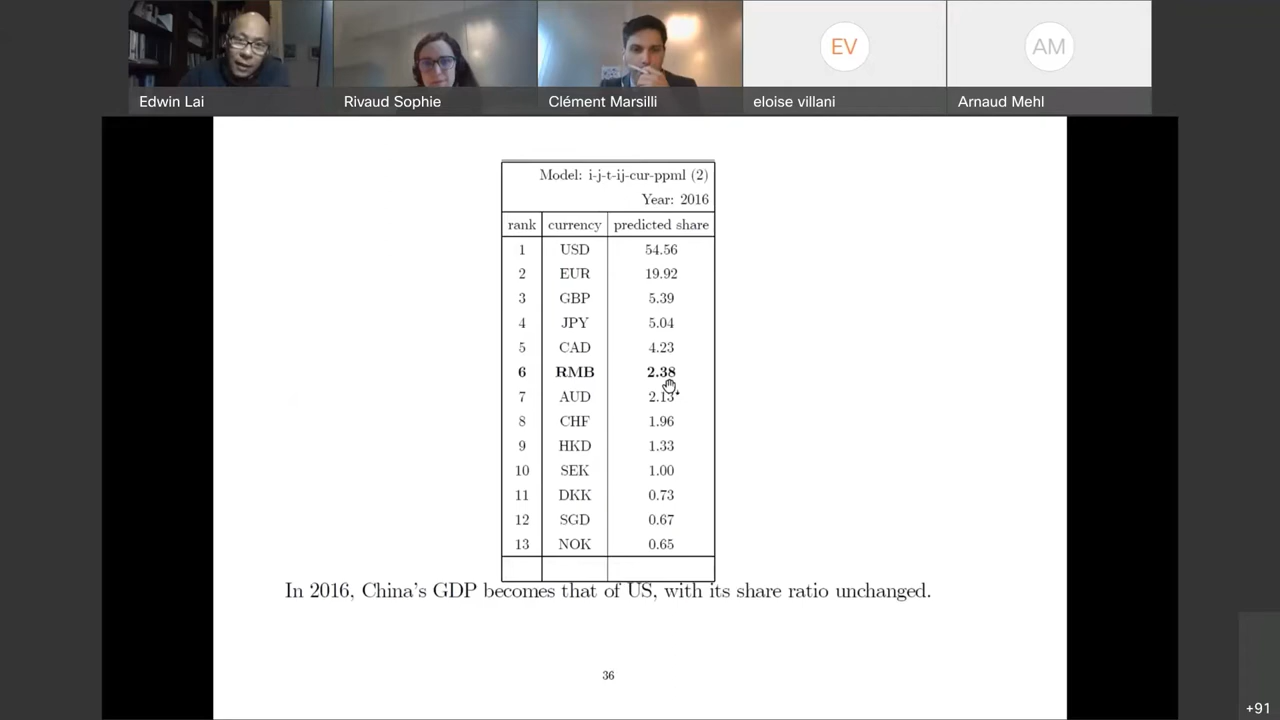 Edwin Lai
Rivaud Sophie
Clément Marsilli
EV
eloise villani
AM
Arnaud Mehl
Model: i-j-t-ij-cur-ppml (2)
Year: 2016
rank currency predicted share
1 USD 54.56
2 EUR 19.92
3 GBP 5.39
4 JPY 5.04
5 CAD 4.23
6 RMB 2.38
7 AUD 2.13
8 CHF 1.96
9 HKD 1.33
10 SEK 1.00
11 DKK 0.73
12 SGD 0.67
13 NOK 0.65
In 2016, China's GDP becomes that of US, with its share ratio unchanged.
36
+91